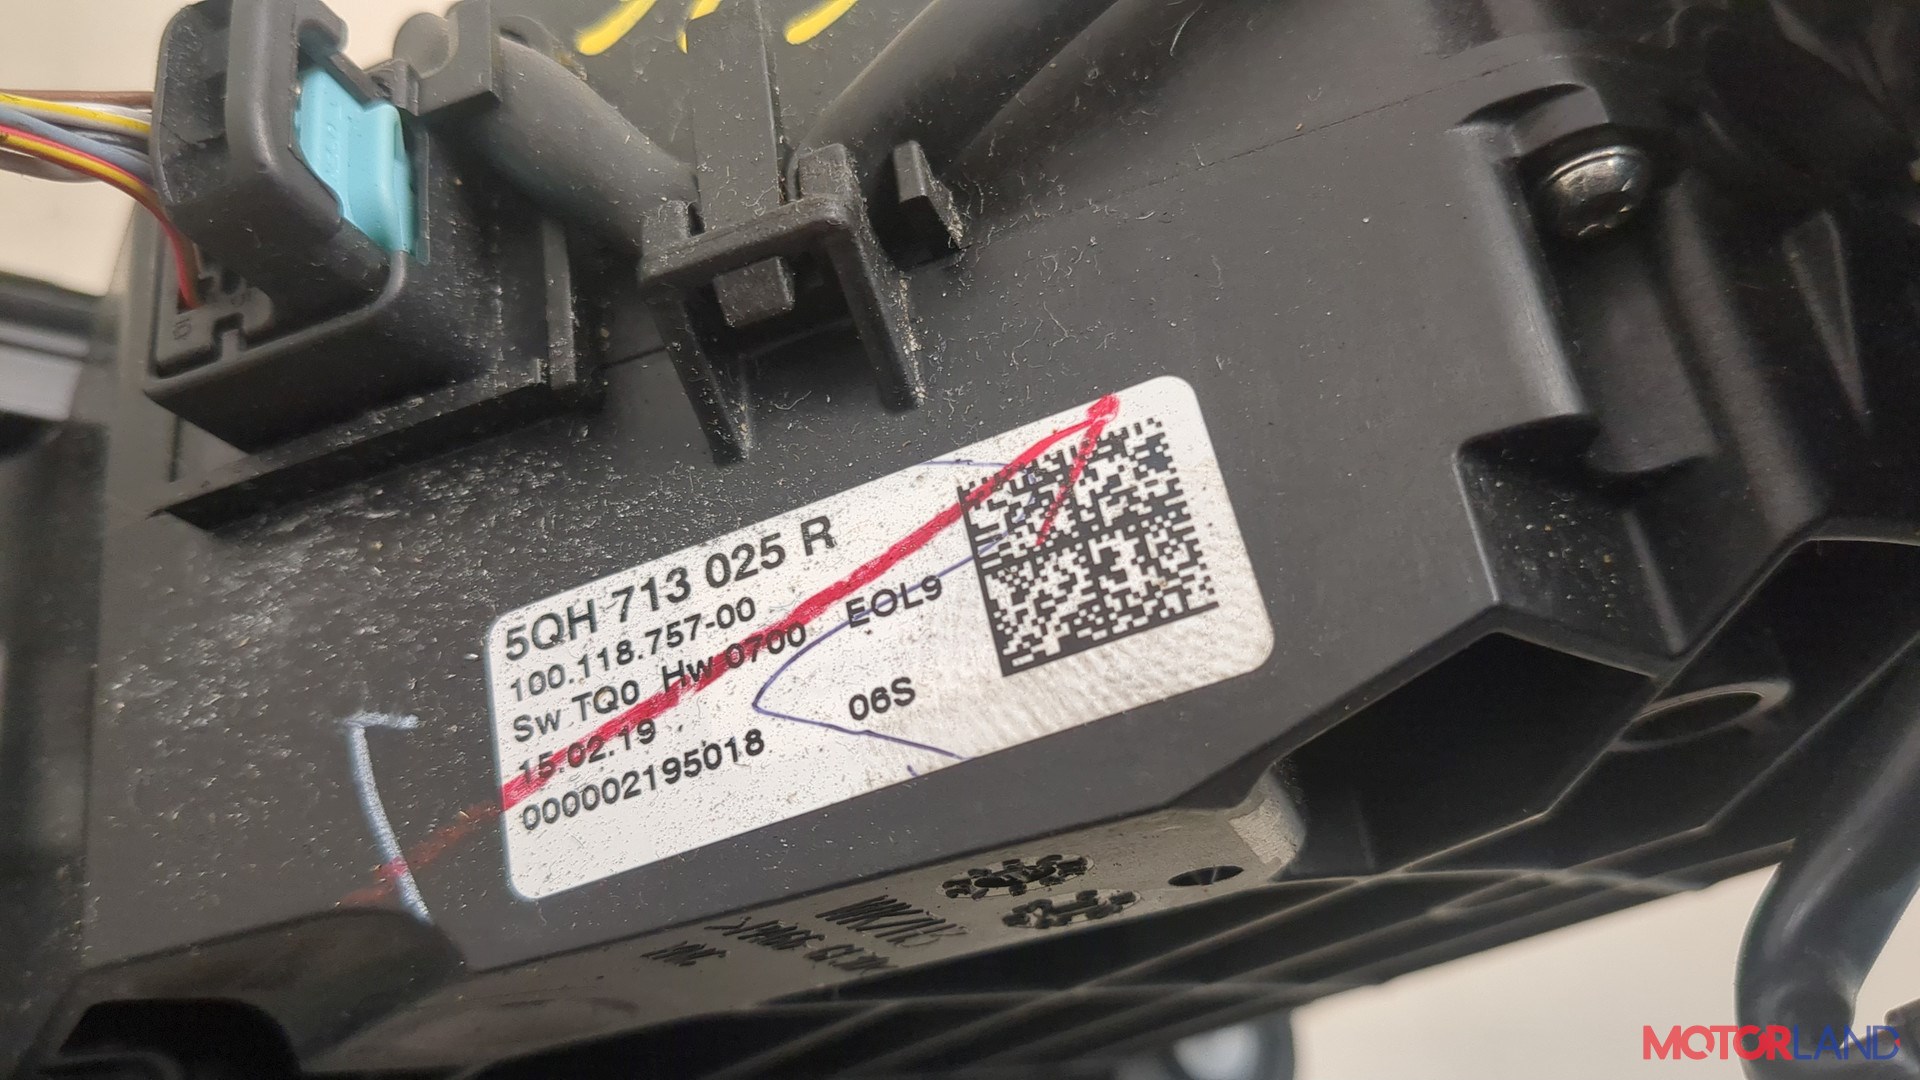 5QH 713 025 R
100.118.757-00
Sw TQ0 Hw 0700 EOL9
15.02.19
000002195018 06S
MOTORLAND